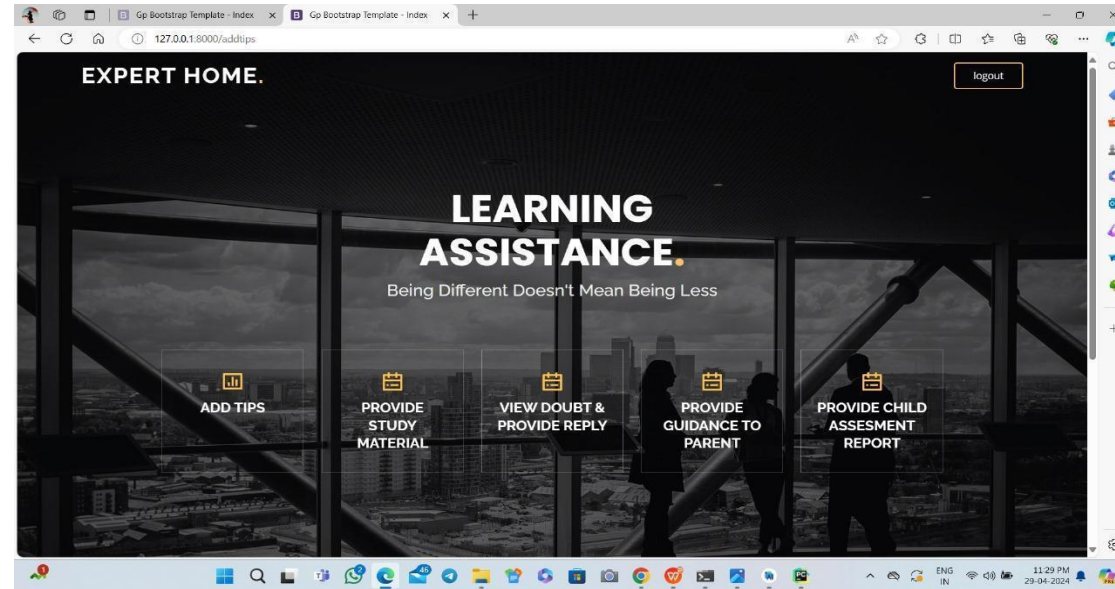 Gp Bootstrap Template - Index
Gp Bootstrap Template - Index
127.0.0.1:8000/addtips
EXPERT HOME.
logout
LEARNING
ASSISTANCE.
Being Different Doesn't Mean Being Less
ADD TIPS
PROVIDE
STUDY
MATERIAL
VIEW DOUBT &
PROVIDE REPLY
PROVIDE
GUIDANCE TO
PARENT
PROVIDE CHILD
ASSESMENT
REPORT
ENG
IN
11:29 PM
29-04-2024